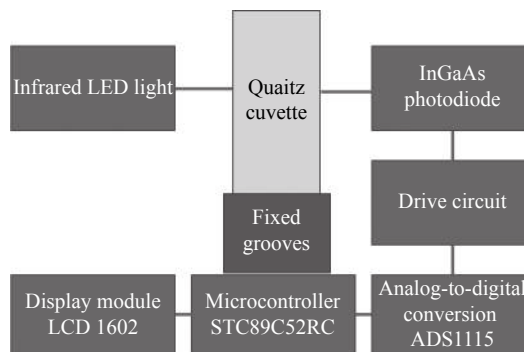 Infrared LED light
Quaitz
cuvette
InGaAs
photodiode
Drive circuit
Fixed
grooves
Display module
LCD 1602
Microcontroller
STC89C52RC
Analog-to-digital
conversion
ADS1115